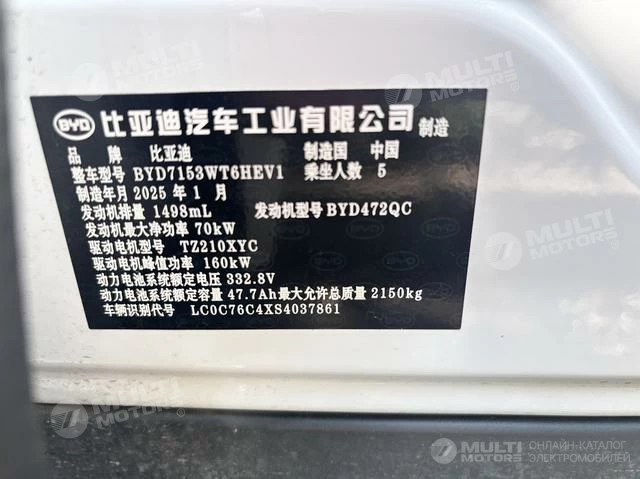 BYD 比亚迪汽车工业有限公司 制造
品 牌 比亚迪 制造国 中国
整车型号 BYD7153WT6HEV1 乘坐人数 5
制造年月 2025 年 1 月
发动机排量 1498mL 发动机型号 BYD472QC
发动机最大净功率 70kW
驱动电机型号 TZ210XYC
驱动电机峰值功率 160kW
动力电池系统额定电压 332.8V
动力电池系统额定容量 47.7Ah 最大允许总质量 2150kg
车辆识别代号 LC0C76C4XS4037861
MULTI MOTORS
MULTI MOTORS
MULTI MOTORS
MULTI MOTORS
MULTI MOTORS ОНЛАЙН-КАТАЛОГ ЭЛЕКТРОМОБИЛЕЙ